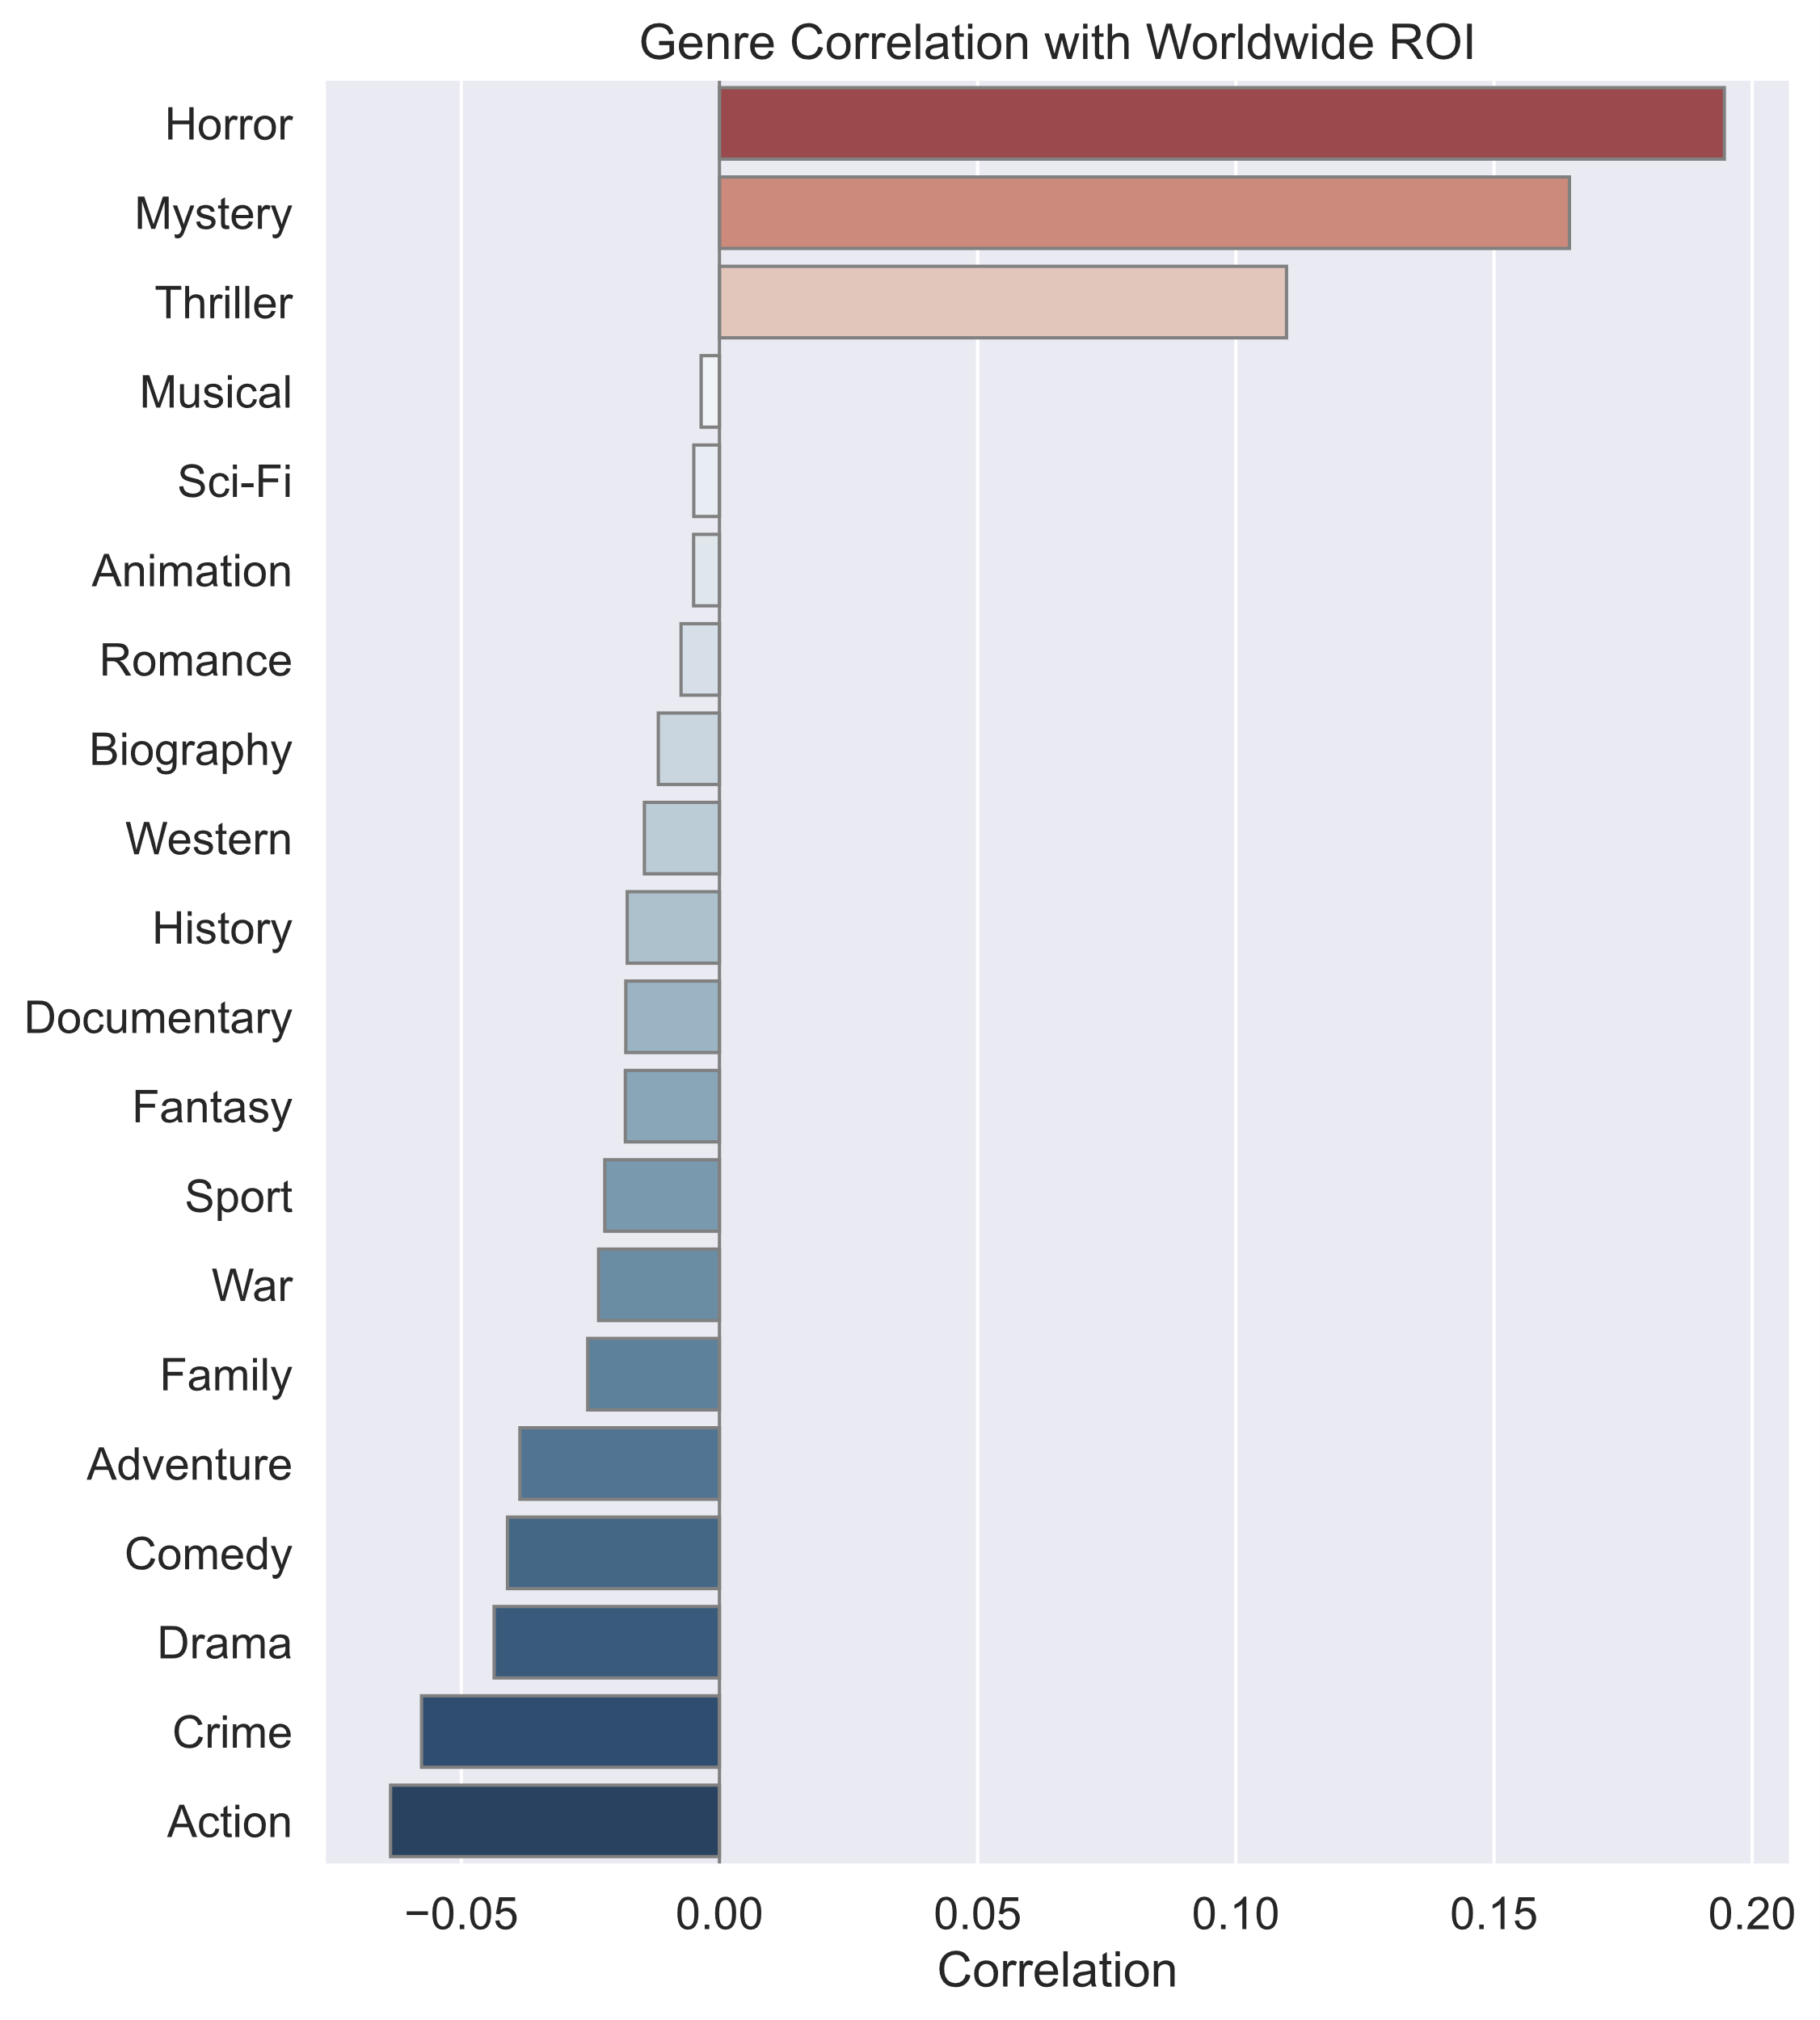 Genre Correlation with Worldwide ROI
Horror
Mystery
Thriller
Musical
Sci-Fi
Animation
Romance
Biography
Western
History
Documentary
Fantasy
Sport
War
Family
Adventure
Comedy
Drama
Crime
Action
−0.05 0.00 0.05 0.10 0.15 0.20
Correlation